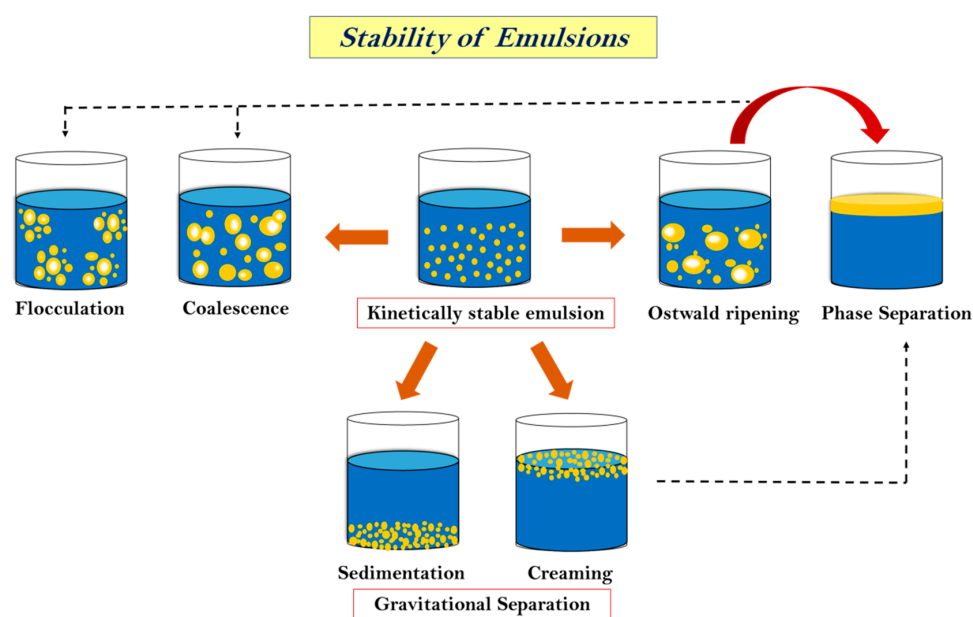 Stability of Emulsions
Flocculation
Coalescence
Kinetically stable emulsion
Ostwald ripening
Phase Separation
Sedimentation
Creaming
Gravitational Separation